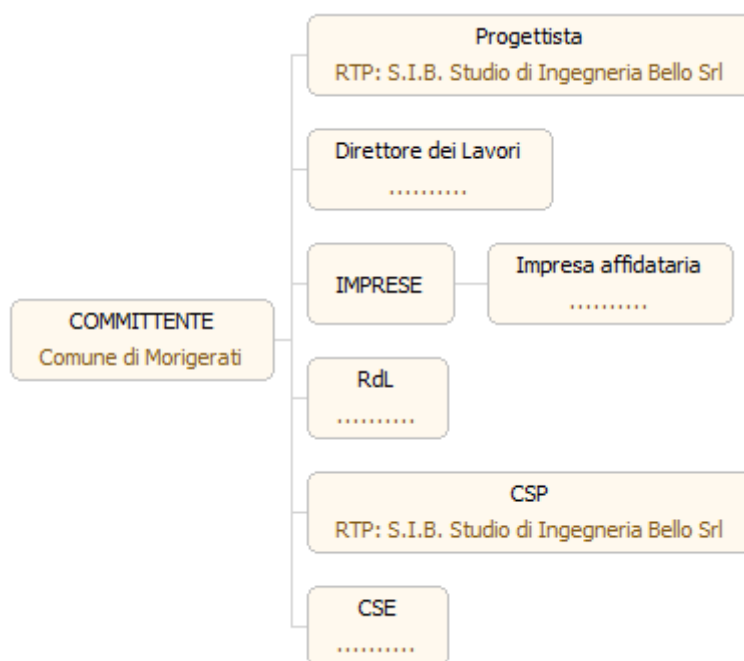 Progettista
RTP: S.I.B. Studio di Ingegneria Bello Srl
Direttore dei Lavori
..........
IMPRESE
Impresa affidataria
..........
COMMITTENTE
Comune di Morigerati
RdL
..........
CSP
RTP: S.I.B. Studio di Ingegneria Bello Srl
CSE
..........